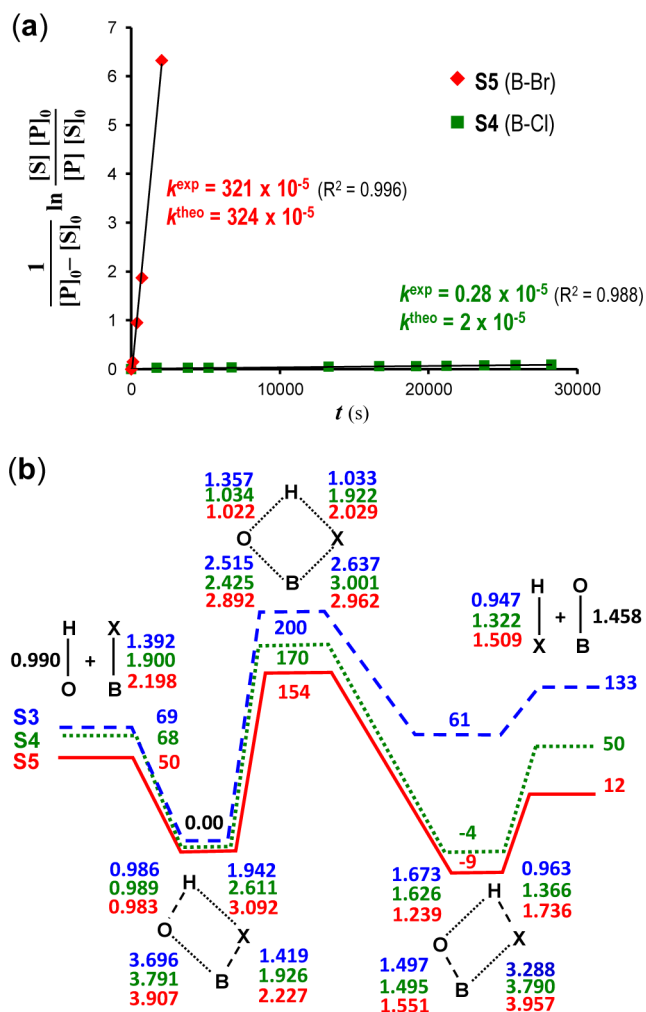 (a)
7
6
5
4
3
2
1
0
1
[P]₀– [S]₀
ln
[S] [P]₀
[P] [S]₀
S5 (B-Br)
S4 (B-Cl)
k^exp = 321 x 10⁻⁵ (R² = 0.996)
k^theo = 324 x 10⁻⁵
k^exp = 0.28 x 10⁻⁵ (R² = 0.988)
k^theo = 2 x 10⁻⁵
0 10000 20000 30000
t (s)
(b)
1.357 1.033
1.034 H 1.922
1.022 2.029
O X
2.515 B 2.637
2.425 3.001
2.892 2.962
H X
0.990 + 1.392
1.900
2.198
O B
H O
0.947
1.322 + 1.458
1.509
X B
200
170
154
133
S3 69
S4 68
S5 50
61
50
12
0.00
-4
-9
0.986 1.942
0.989 H 2.611
0.983 3.092
O X
3.696 B 1.419
3.791 1.926
3.907 2.227
1.673 0.963
1.626 H 1.366
1.239 1.736
O X
1.497 B 3.288
1.495 3.790
1.551 3.957